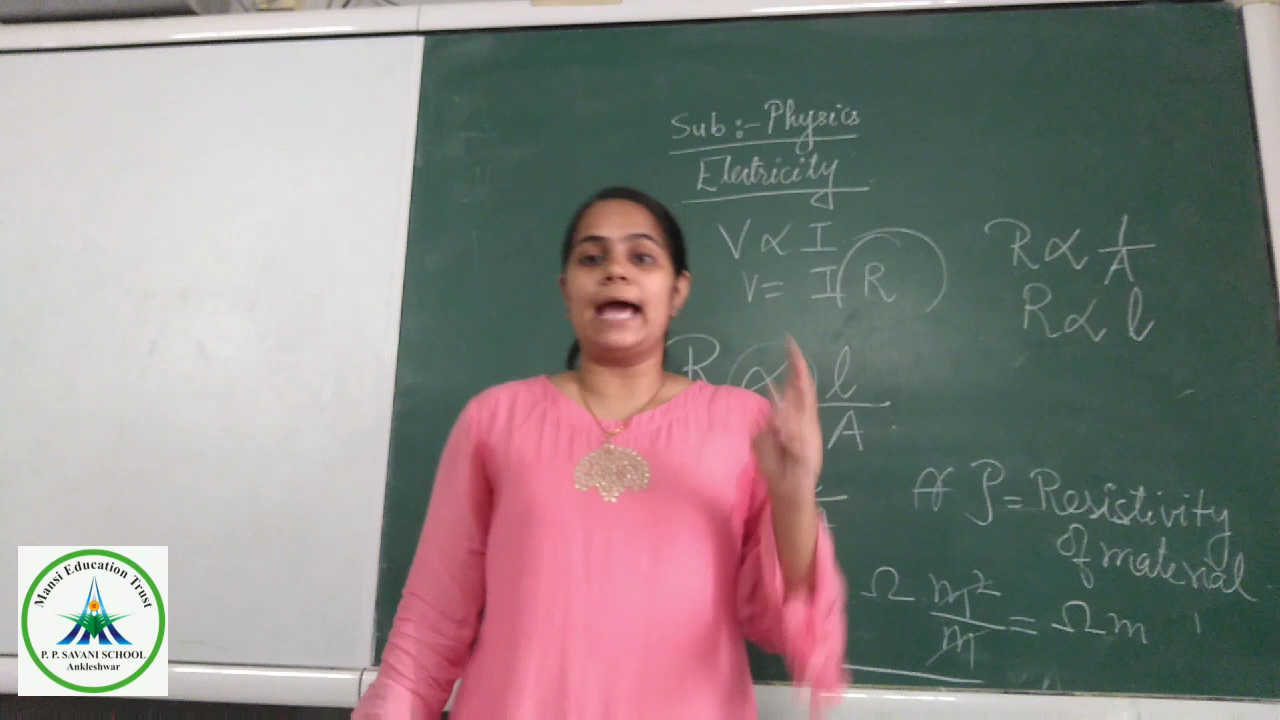 Sub :- Physics
Electricity
V ∝ I
V = I R
R ∝ l / A
R ∝ 1 / A
R ∝ l
ρ = Resistivity
of material
Ω m² / m = Ω m
Mansi Education Trust
P. P. SAVANI SCHOOL
Ankleshwar